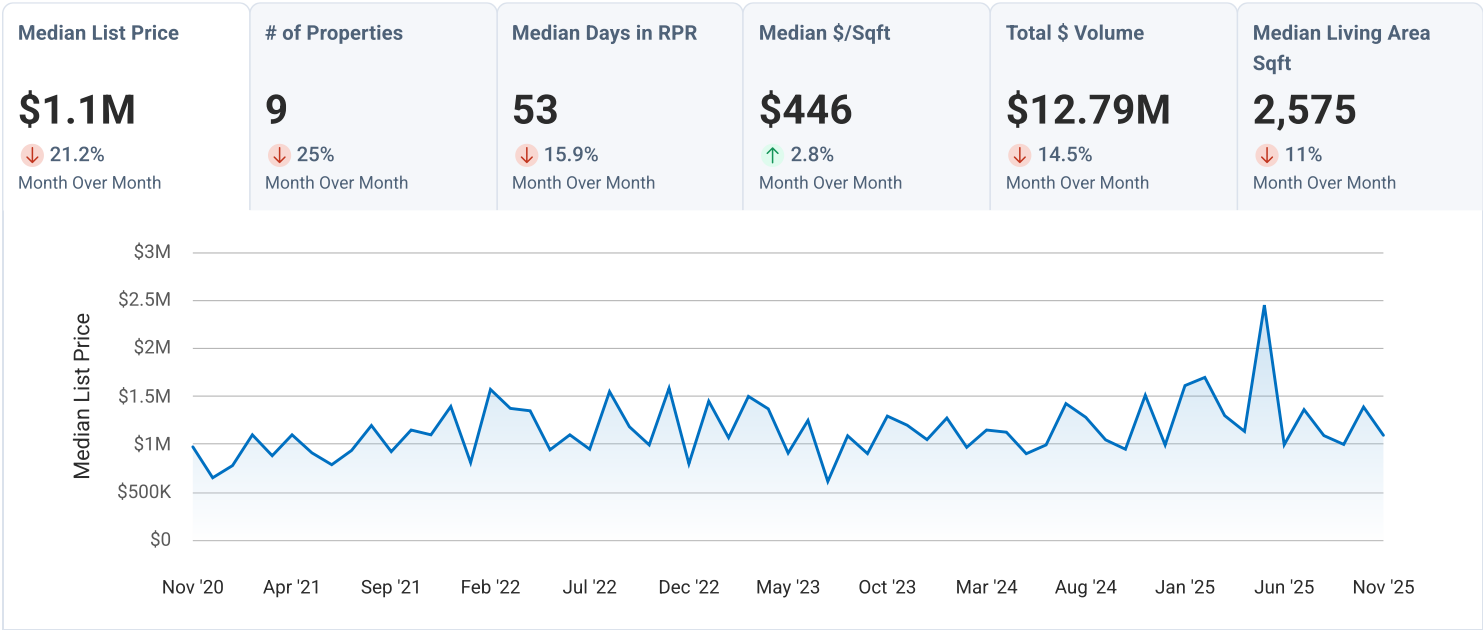 Median List Price
$1.1M
21.2%
Month Over Month
# of Properties
9
25%
Month Over Month
Median Days in RPR
53
15.9%
Month Over Month
Median $/Sqft
$446
2.8%
Month Over Month
Total $ Volume
$12.79M
14.5%
Month Over Month
Median Living Area
Sqft
2,575
11%
Month Over Month
Median List Price
$3M
$2.5M
$2M
$1.5M
$1M
$500K
$0
Nov '20
Apr '21
Sep '21
Feb '22
Jul '22
Dec '22
May '23
Oct '23
Mar '24
Aug '24
Jan '25
Jun '25
Nov '25